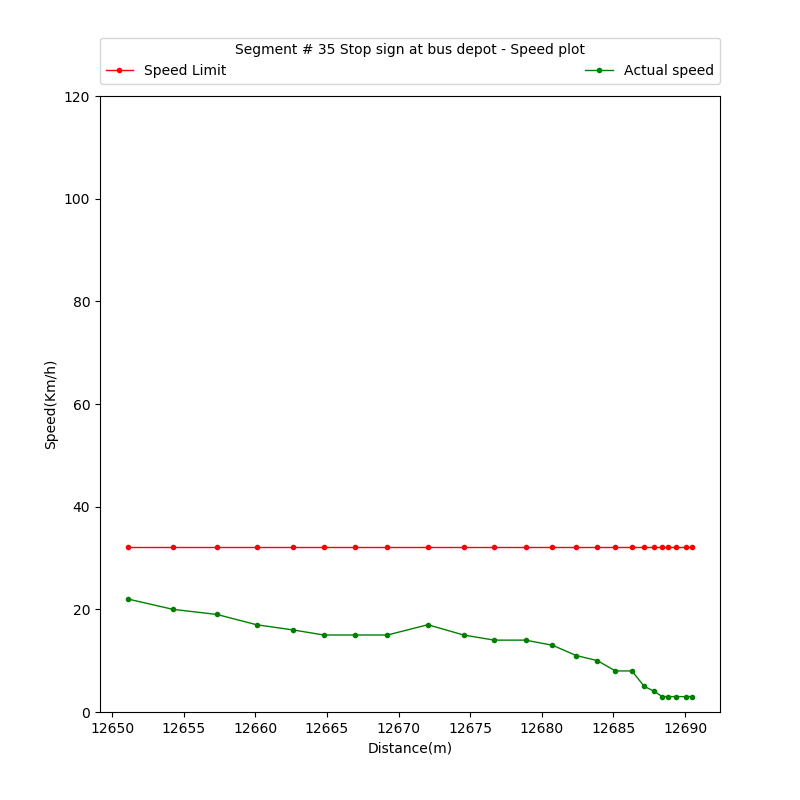 Segment # 35 Stop sign at bus depot - Speed plot
Speed Limit
Actual speed
120
100
80
60
40
20
0
Speed(Km/h)
12650 12655 12660 12665 12670 12675 12680 12685 12690
Distance(m)